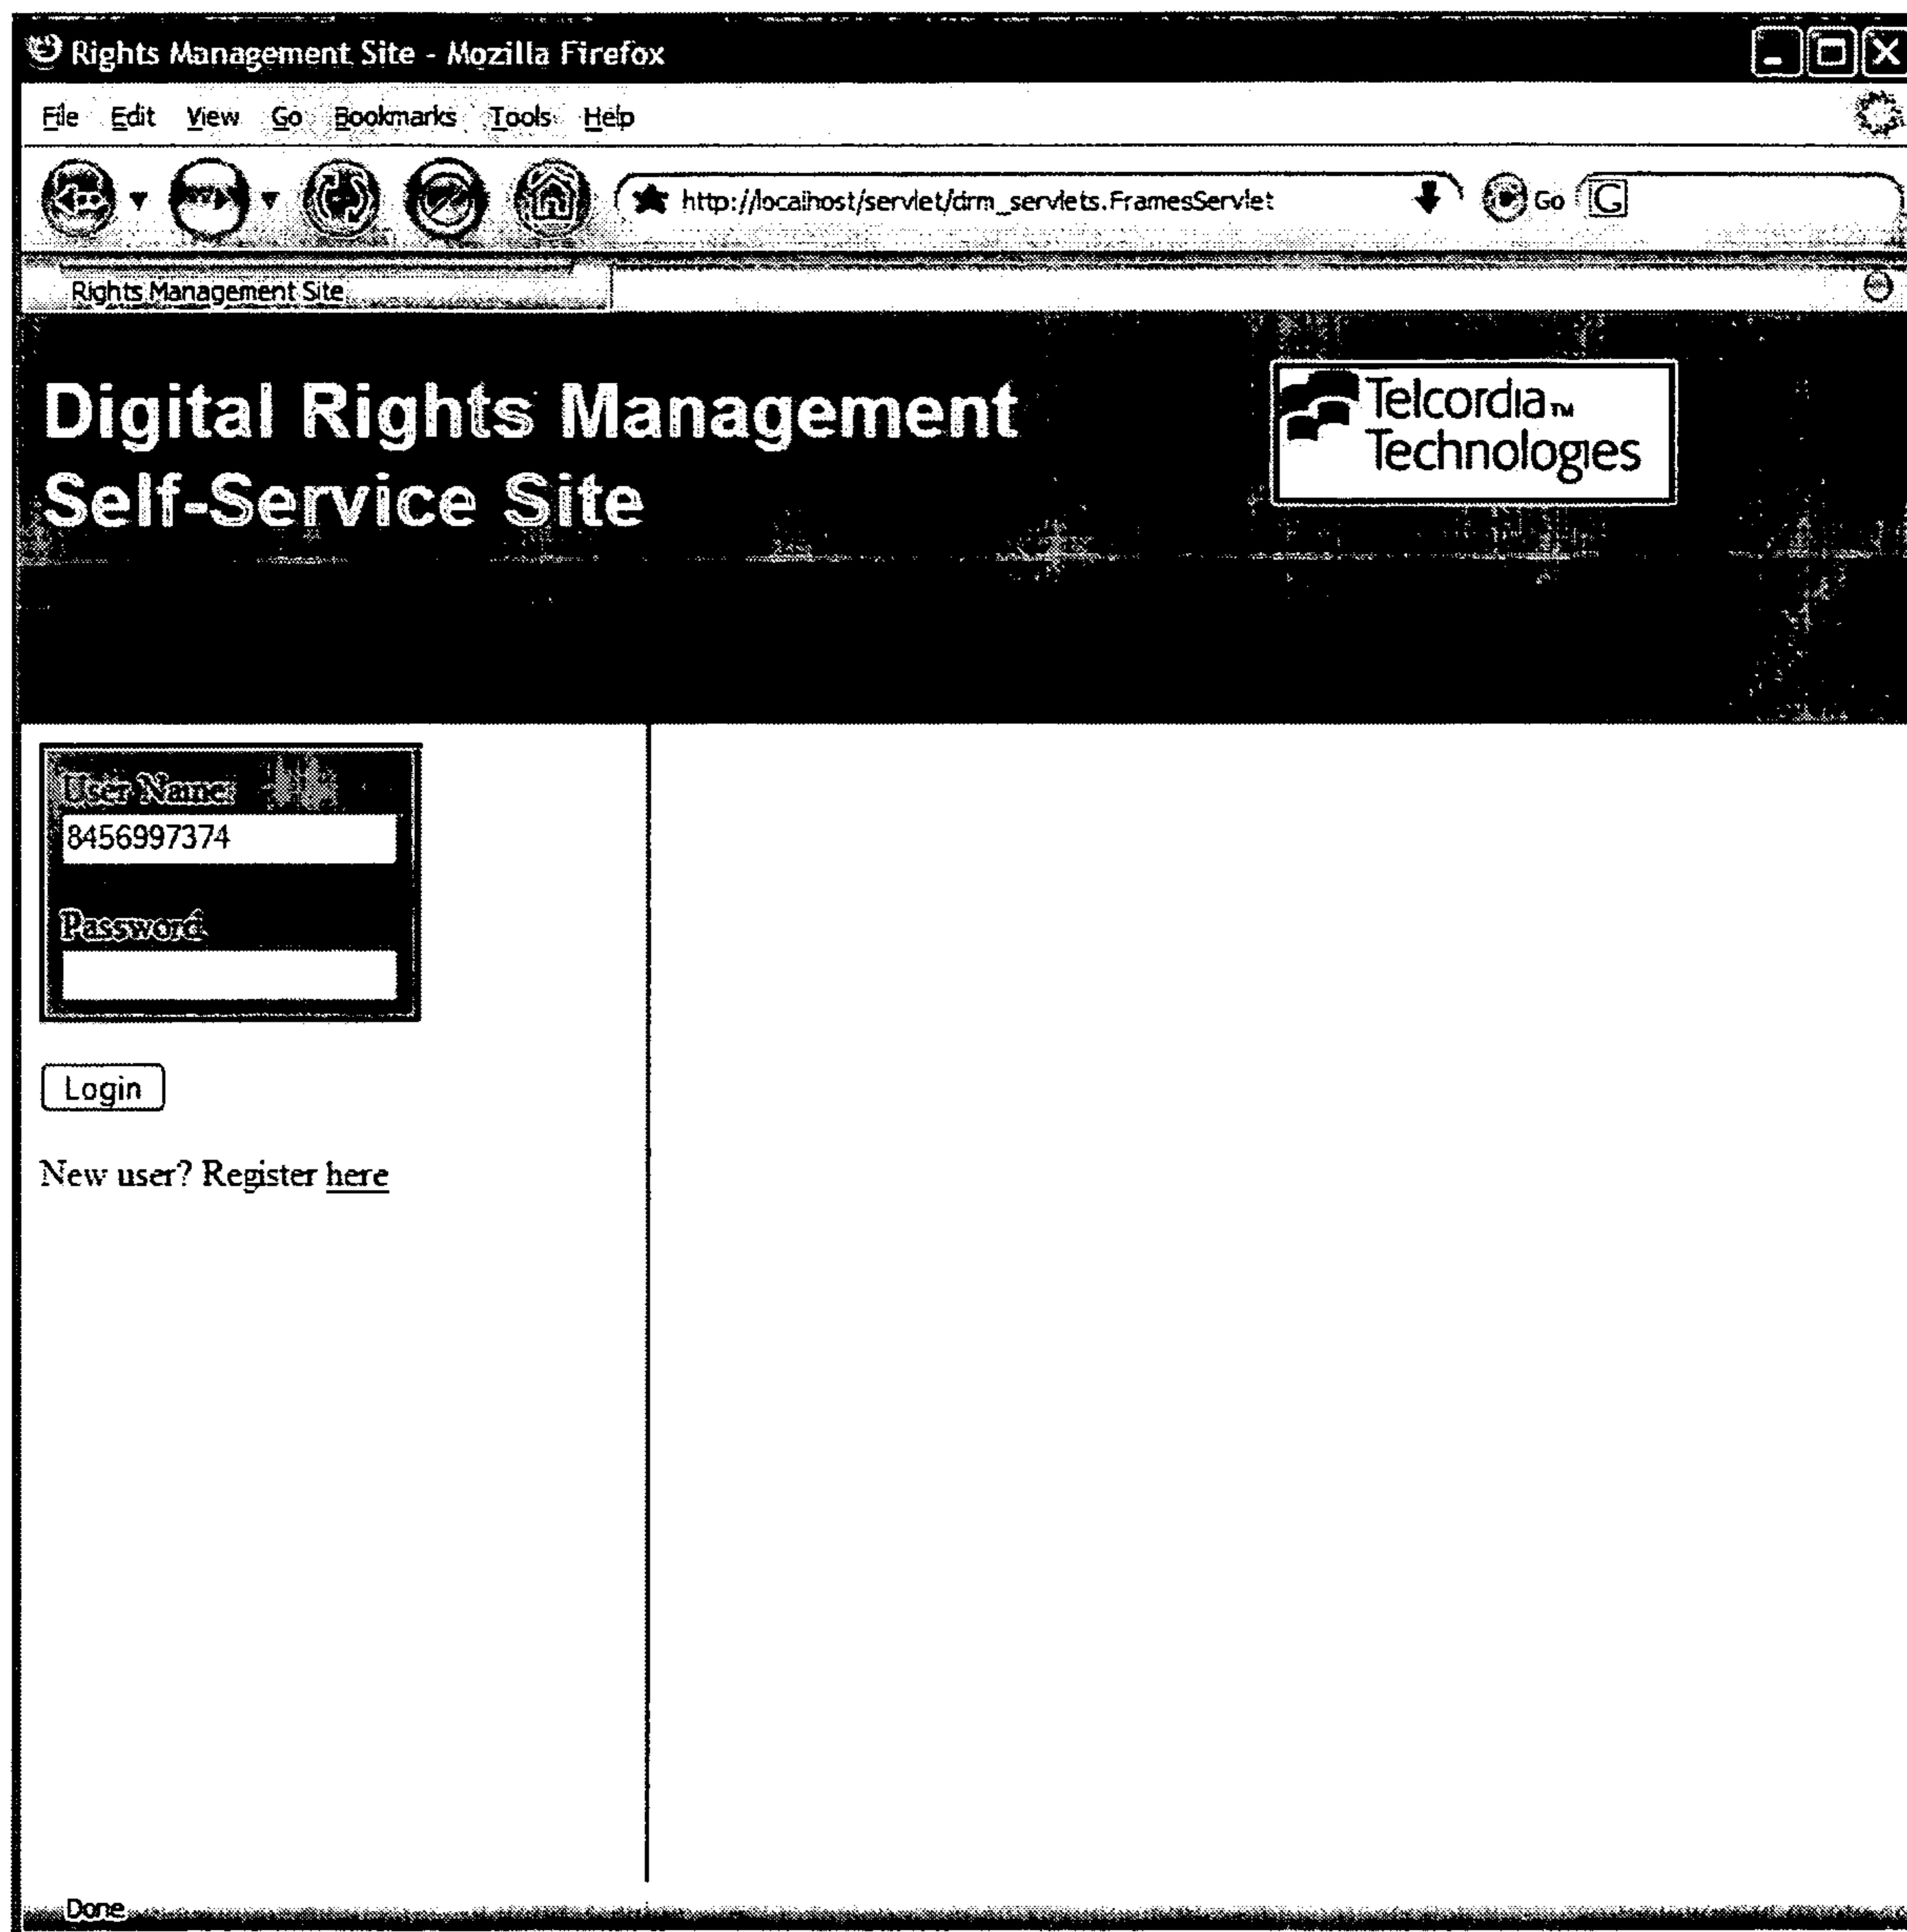 Rights Management Site - Mozilla Firefox
File Edit View Go Bookmarks Tools Help
http://localhost/servlet/drm_servlets.FramesServlet Go G
Rights Management Site
Digital Rights Management
Self-Service Site
Telcordia™
Technologies
User Name:
8456997374
Password:
Login
New user? Register here
Done